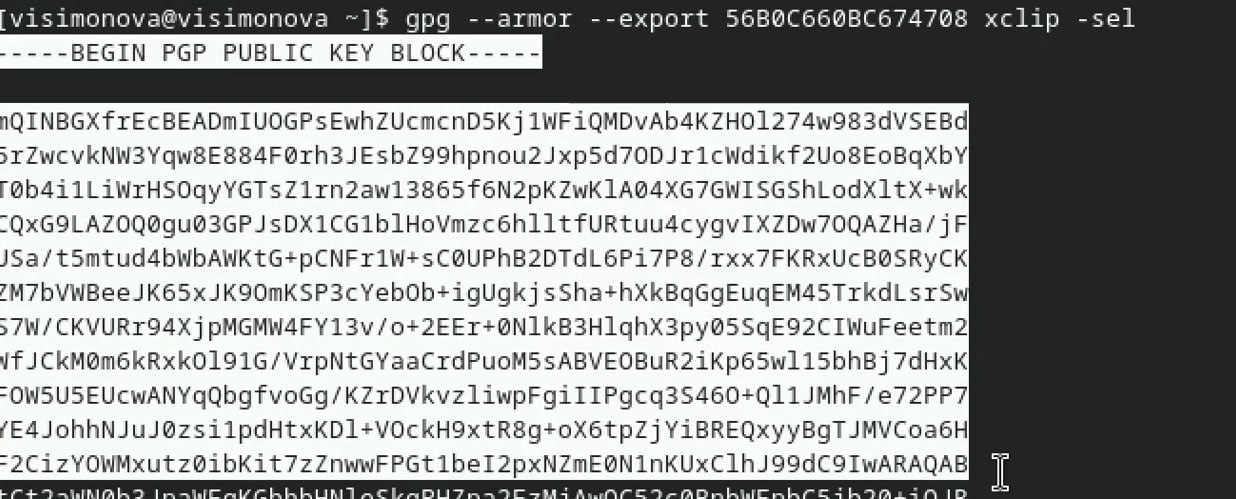 [visimonova@visimonova ~]$ gpg --armor --export 56B0C660BC674708 xclip -sel
-----BEGIN PGP PUBLIC KEY BLOCK-----
mQINBGXfrEcBEADmIUOGPsEwhZUcmcnD5Kj1WFiQMDvAb4KZHOl274w983dVSEBd
5rZwcvkNW3Yqw8E884F0rh3JEsbZ99hpnou2Jxp5d7ODJr1cWdikf2Uo8EoBqXbY
T0b4i1LiWrHSOqyYGTsZ1rn2aw13865f6N2pKZwKlA04XG7GWISGShLodXltX+wk
CQxG9LAZOQ0gu03GPJsDX1CG1blHoVmzc6hlltfURtuu4cygvIXZDw7OQAZHa/jF
USa/t5mtud4bWbAWKtG+pCNFr1W+sC0UPhB2DTdL6Pi7P8/rxx7FKRxUcB0SRyCK
ZM7bVWBeeJK65xJK9OmKSP3cYebOb+igUgkjsSha+hXkBqGgEuqEM45TrkdLsrSw
S7W/CKVURr94XjpMGMW4FY13v/o+2EEr+0NlkB3HlqhX3py05SqE92CIWuFeetm2
WfJCkM0m6kRxkOl91G/VrpNtGYaaCrdPuoM5sABVEOBuR2iKp65wl15bhBj7dHxK
FOW5U5EUcwANYqQbgfvoGg/KZrDVkvzliwpFgiIIPgcq3S46O+Ql1JMhF/e72PP7
YE4JohhNJuJ0zsi1pdHtxKDl+VOckH9xtR8g+oX6tpZjYiBREQxyyBgTJMVCoa6H
F2CizYOWMxutz0ibKit7zZnwwFPGt1beI2pxNZmE0N1nKUxClhJ99dC9IwARAQAB